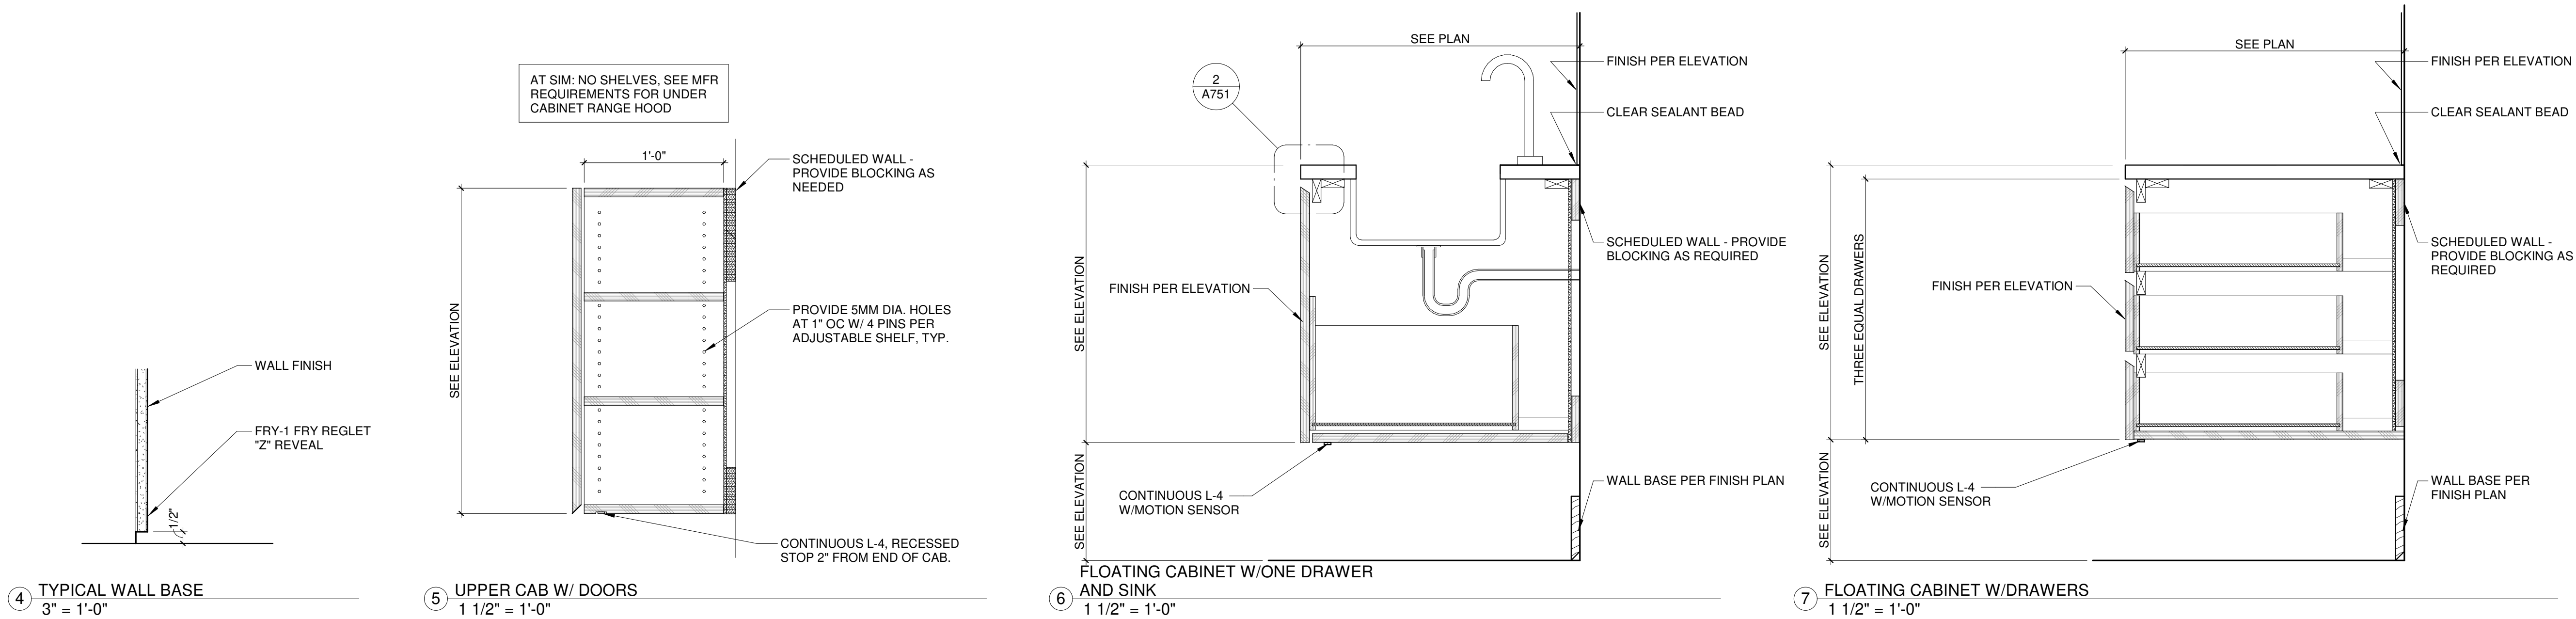 WALL FINISH
FRY-1 FRY REGLET
"Z" REVEAL
1/2"
4
TYPICAL WALL BASE
3" = 1'-0"
AT SIM: NO SHELVES, SEE MFR
REQUIREMENTS FOR UNDER
CABINET RANGE HOOD
1'-0"
SCHEDULED WALL -
PROVIDE BLOCKING AS
NEEDED
SEE ELEVATION
PROVIDE 5MM DIA. HOLES
AT 1" OC W/ 4 PINS PER
ADJUSTABLE SHELF, TYP.
CONTINUOUS L-4, RECESSED
STOP 2" FROM END OF CAB.
5
UPPER CAB W/ DOORS
1 1/2" = 1'-0"
SEE PLAN
2
A751
FINISH PER ELEVATION
CLEAR SEALANT BEAD
SCHEDULED WALL - PROVIDE
BLOCKING AS REQUIRED
SEE ELEVATION
FINISH PER ELEVATION
SEE ELEVATION
CONTINUOUS L-4
W/MOTION SENSOR
WALL BASE PER FINISH PLAN
6
FLOATING CABINET W/ONE DRAWER
AND SINK
1 1/2" = 1'-0"
SEE PLAN
FINISH PER ELEVATION
CLEAR SEALANT BEAD
SCHEDULED WALL -
PROVIDE BLOCKING AS
REQUIRED
SEE ELEVATION
THREE EQUAL DRAWERS
FINISH PER ELEVATION
SEE ELEVATION
CONTINUOUS L-4
W/MOTION SENSOR
WALL BASE PER
FINISH PLAN
7
FLOATING CABINET W/DRAWERS
1 1/2" = 1'-0"